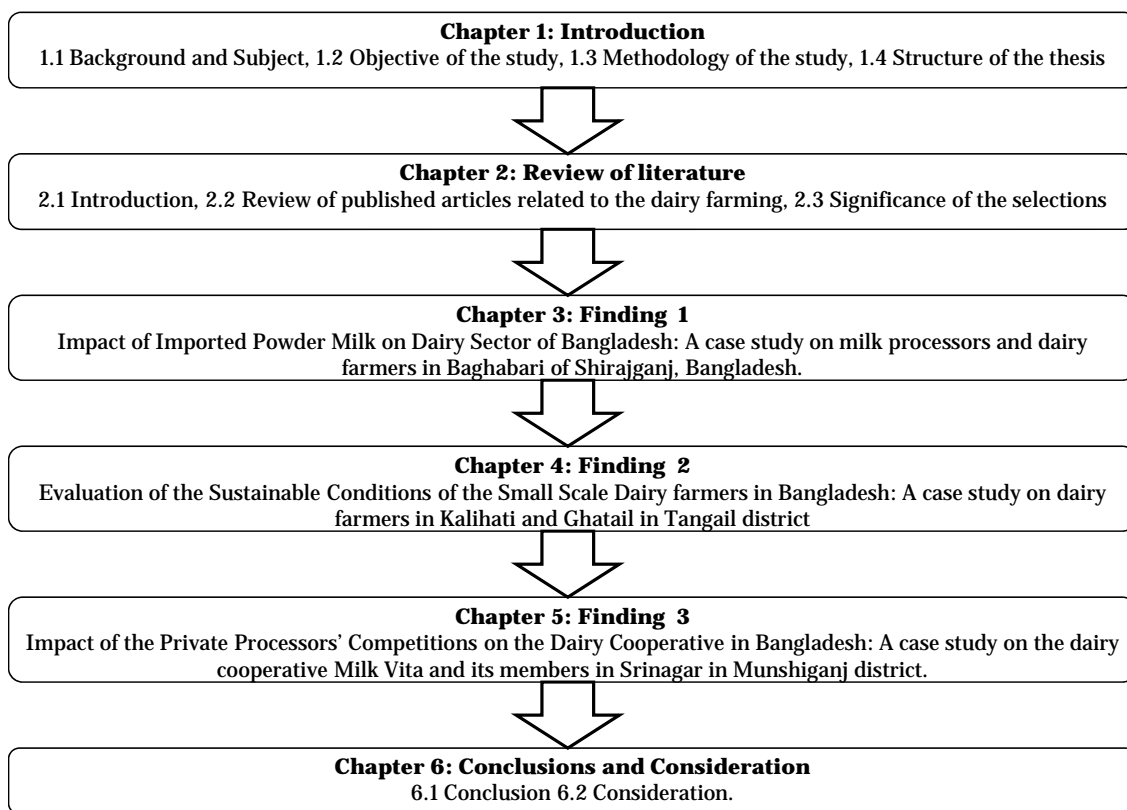 Chapter 1: Introduction
1.1 Background and Subject, 1.2 Objective of the study, 1.3 Methodology of the study, 1.4 Structure of the thesis
Chapter 2: Review of literature
2.1 Introduction, 2.2 Review of published articles related to the dairy farming, 2.3 Significance of the selections
Chapter 3: Finding 1
Impact of Imported Powder Milk on Dairy Sector of Bangladesh: A case study on milk processors and dairy
farmers in Baghabari of Shirajganj, Bangladesh.
Chapter 4: Finding 2
Evaluation of the Sustainable Conditions of the Small Scale Dairy farmers in Bangladesh: A case study on dairy
farmers in Kalihati and Ghatail in Tangail district
Chapter 5: Finding 3
Impact of the Private Processors’ Competitions on the Dairy Cooperative in Bangladesh: A case study on the dairy
cooperative Milk Vita and its members in Srinagar in Munshiganj district.
Chapter 6: Conclusions and Consideration
6.1 Conclusion 6.2 Consideration.